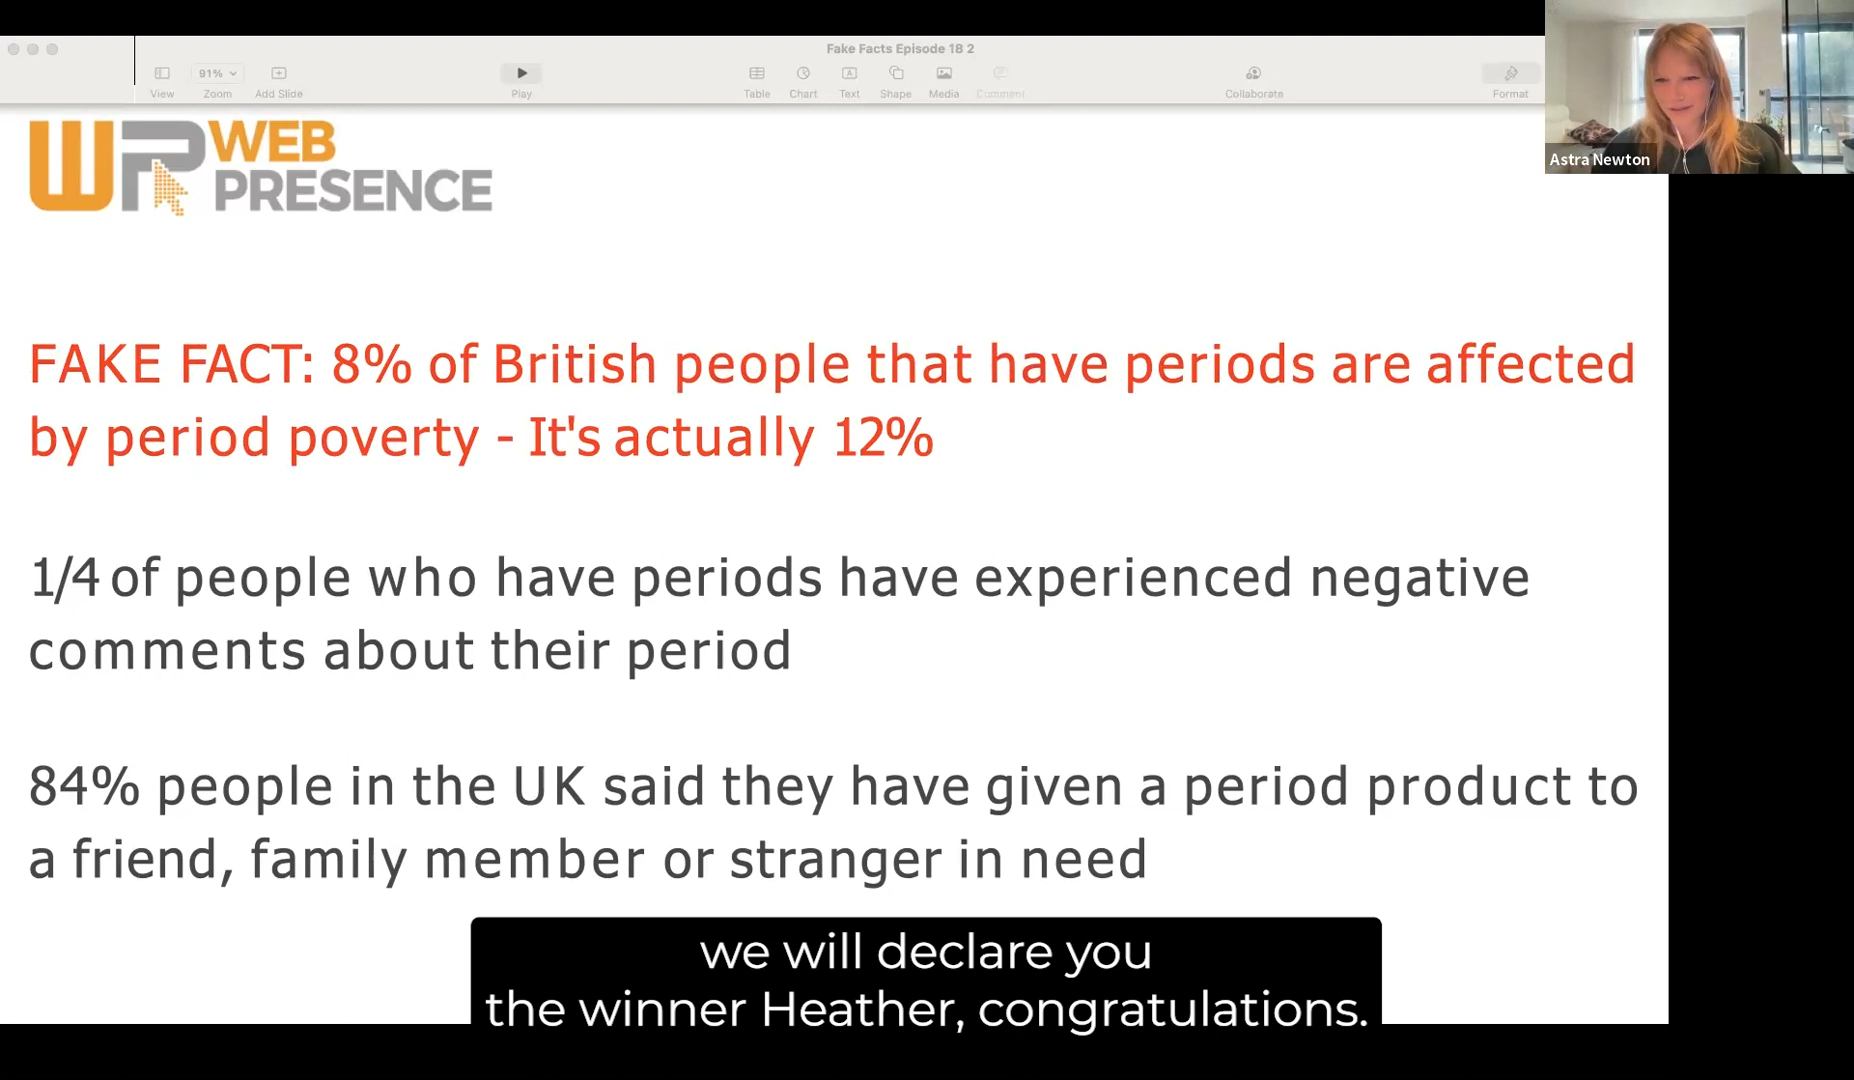 Fake Facts Episode 18 2
91%
View
Zoom
Add Slide
Play
Table
Chart
Text
Shape
Media
Comment
Collaborate
Format
Astra Newton
WP WEB
PRESENCE
FAKE FACT: 8% of British people that have periods are affected
by period poverty - It's actually 12%
1/4 of people who have periods have experienced negative
comments about their period
84% people in the UK said they have given a period product to
a friend, family member or stranger in need
we will declare you
the winner Heather, congratulations.